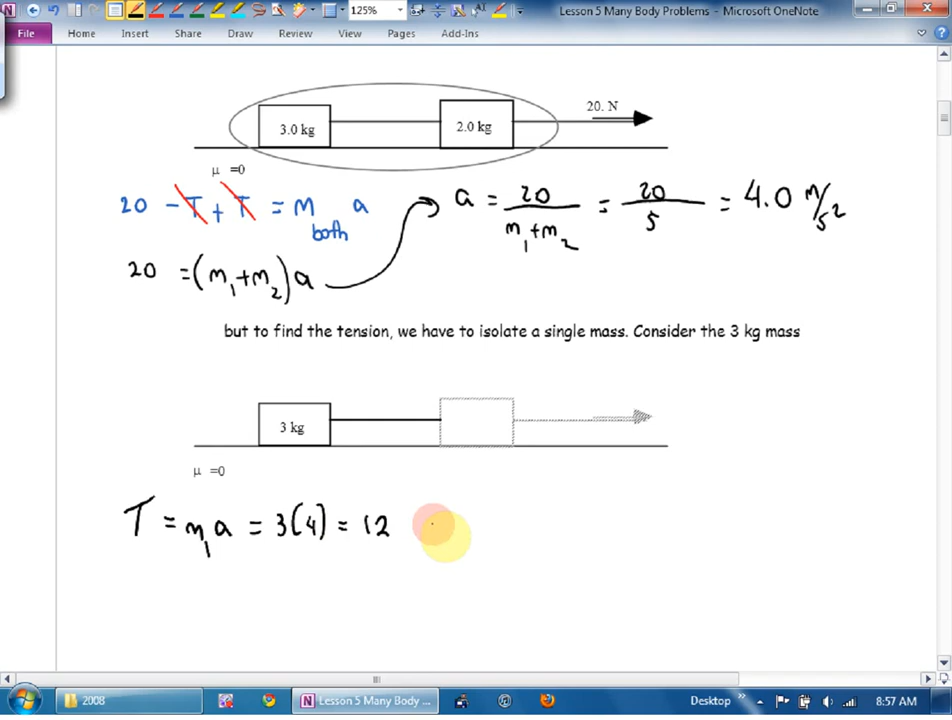 125%
Lesson 5 Many Body Problems - Microsoft OneNote
File Home Insert Share Draw Review View Pages Add-Ins
20. N
3.0 kg 2.0 kg
μ =0
20 - T + T = m both a
a = 20 / m₁+m₂ = 20 / 5 = 4.0 m/s²
20 = (m₁+m₂)a
but to find the tension, we have to isolate a single mass. Consider the 3 kg mass
3 kg
μ =0
T = m₁a = 3(4) = 12
2008 Lesson 5 Many Body ... Desktop 8:57 AM